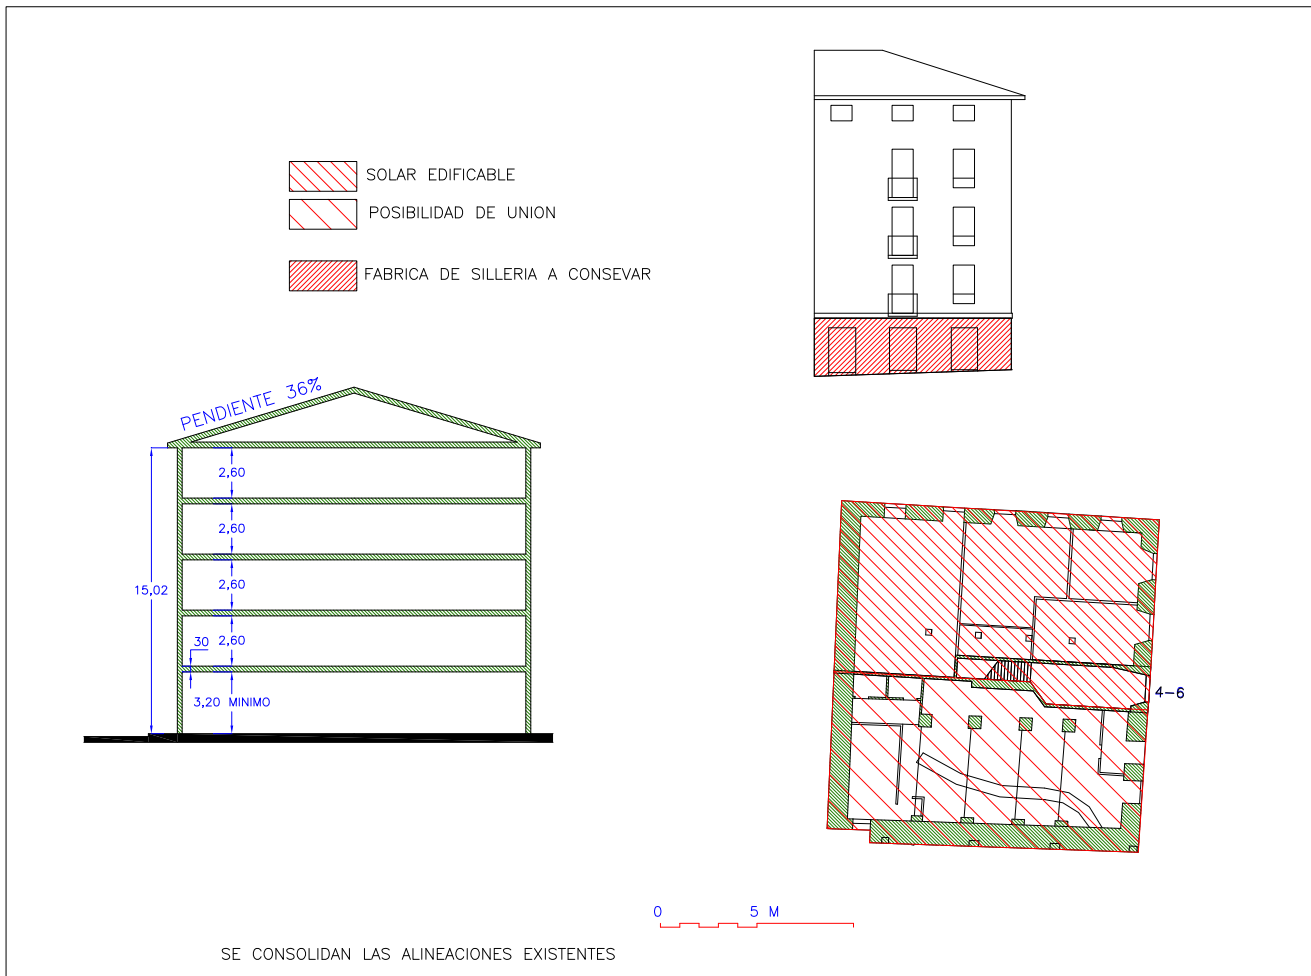 SOLAR EDIFICABLE
POSIBILIDAD DE UNION
FABRICA DE SILLERIA A CONSEVAR
PENDIENTE 36%
2,60
2,60
2,60
15,02
30
2,60
3,20 MINIMO
4-6
0 5 M
SE CONSOLIDAN LAS ALINEACIONES EXISTENTES